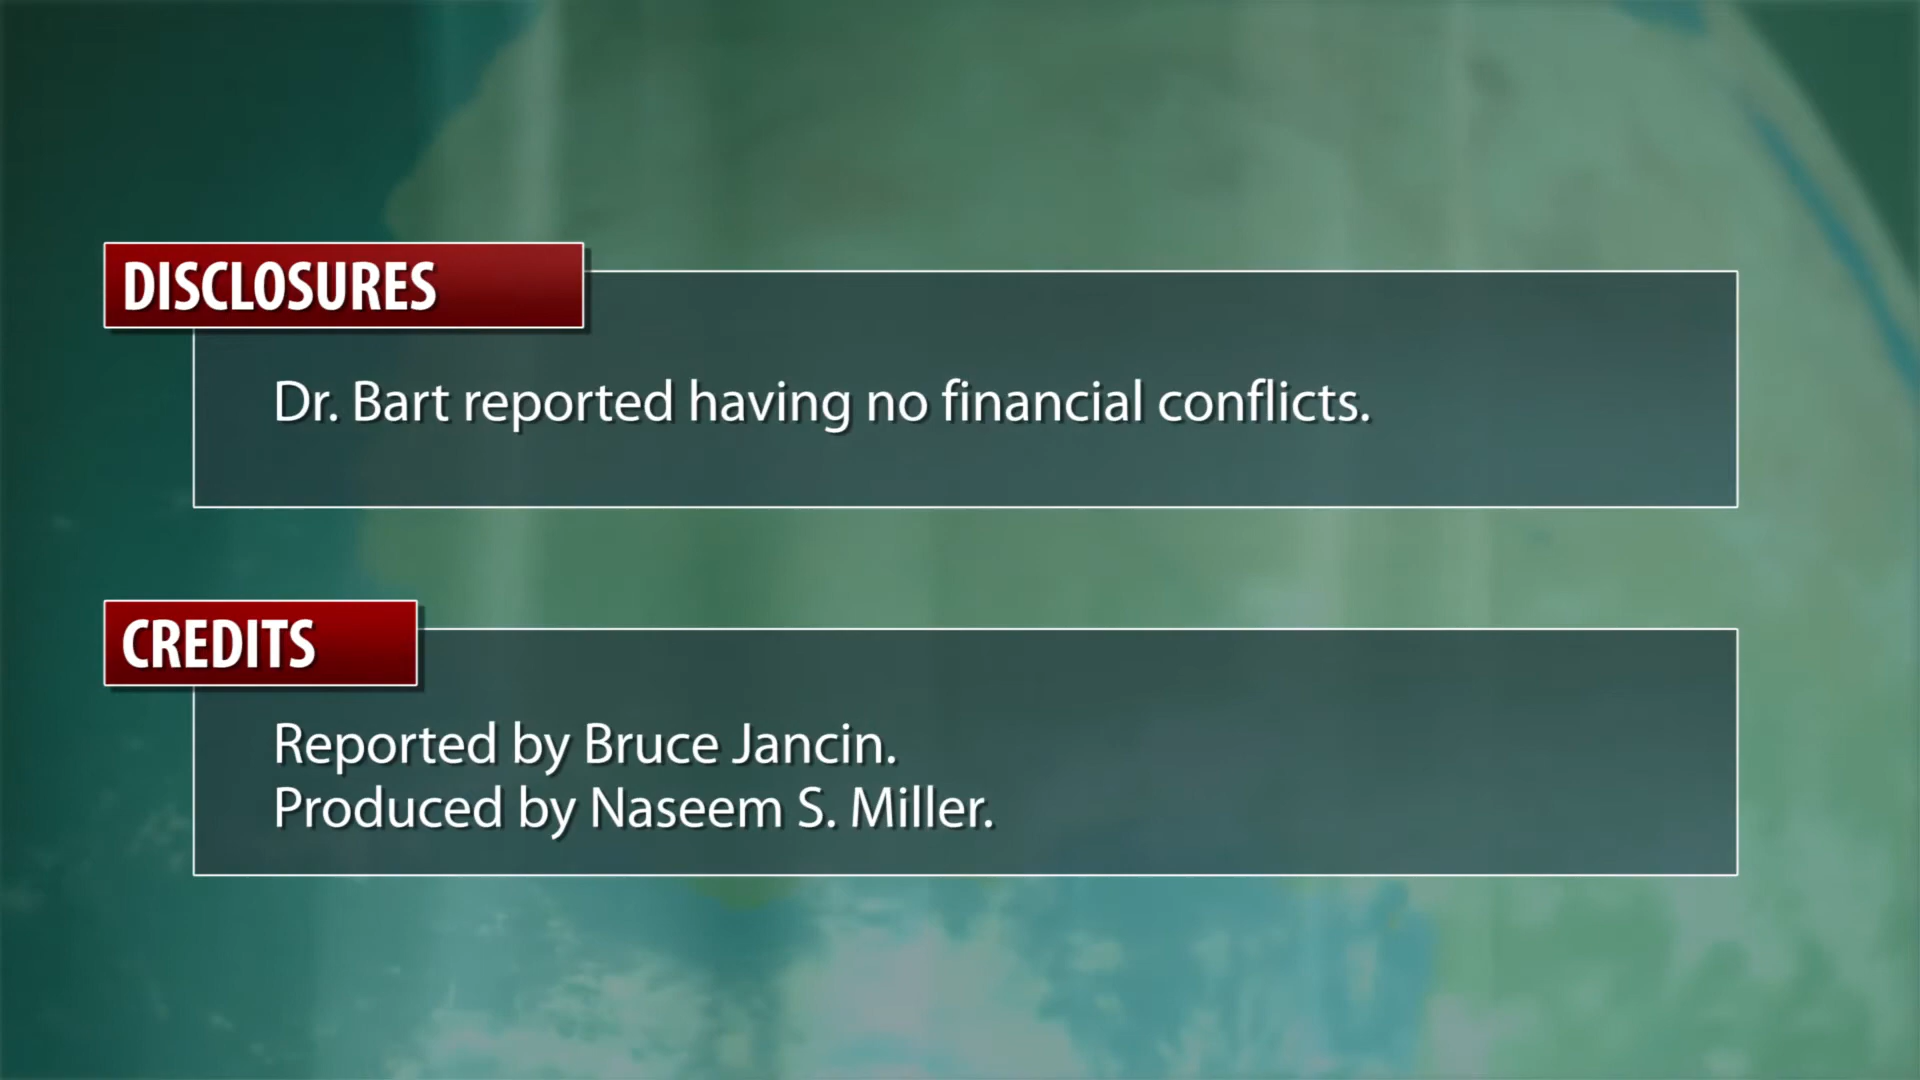 DISCLOSURES
Dr. Bart reported having no financial conflicts.
CREDITS
Reported by Bruce Jancin.
Produced by Naseem S. Miller.